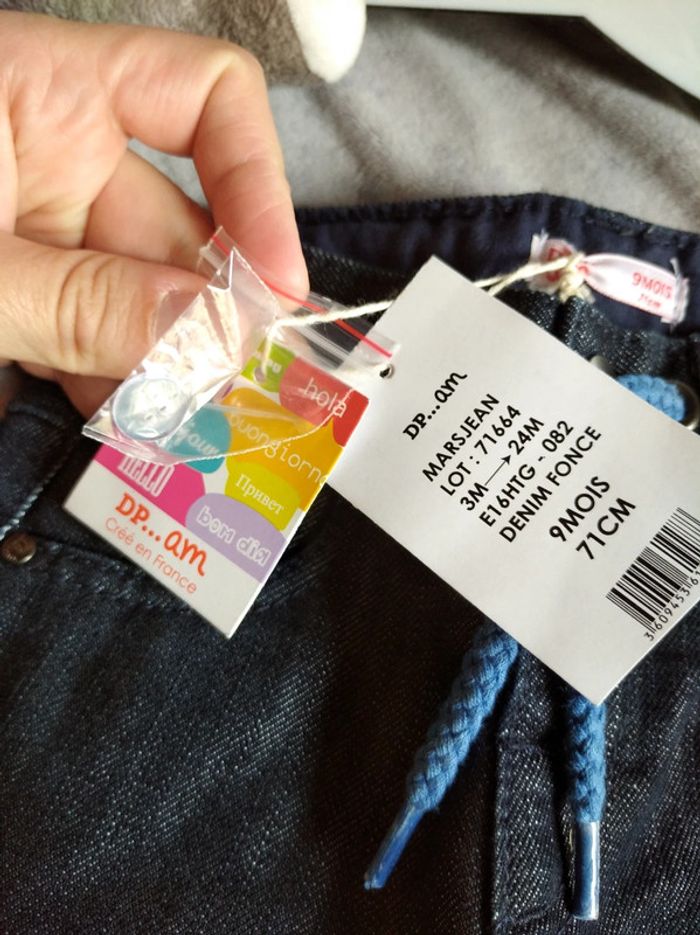 hola
buongiorno
HELLO
Привет
bom dia
DP...am
Créé en France
9MOIS
71cm
DP...am
MARSJEAN
LOT : 71664
3M→24M
E16HTG - 082
DENIM FONCE
9MOIS
71CM